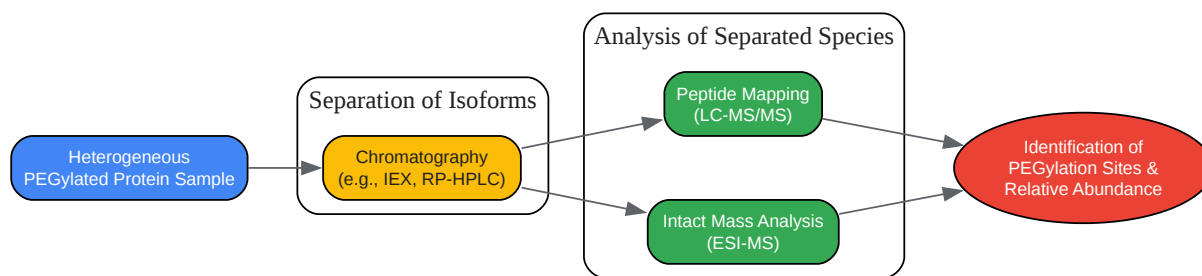 Heterogeneous
PEGylated Protein Sample
Separation of Isoforms
Chromatography
(e.g., IEX, RP-HPLC)
Analysis of Separated Species
Peptide Mapping
(LC-MS/MS)
Intact Mass Analysis
(ESI-MS)
Identification of
PEGylation Sites &
Relative Abundance